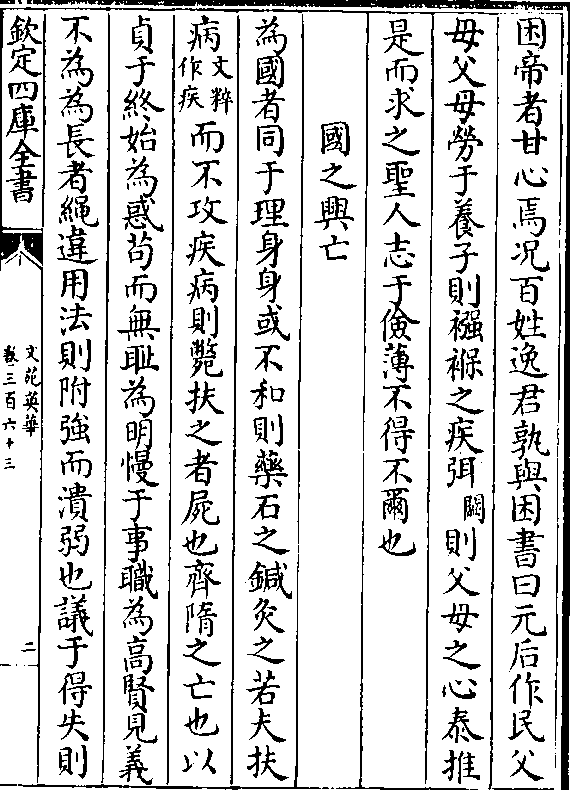 困帝者甘心焉況百姓逸君孰與困書曰元后作民父
母父母勞于養子則襁褓之疾弭闕則父母之心泰推
是而求之聖人志于儉薄不得不爾也
國之興亡
為國者同于理身身或不和則藥石之鍼灸之若夫扶
病文粹作疾而不攻疾病則斃扶之者屍也齊隋之亡也以
貞于終始為惑苟而無恥為明慢于事職為高賢見義
不為為長者繩違用法則附強而潰弱也議于得失則
欽定四庫全書
文苑英華
卷三百六十三
二